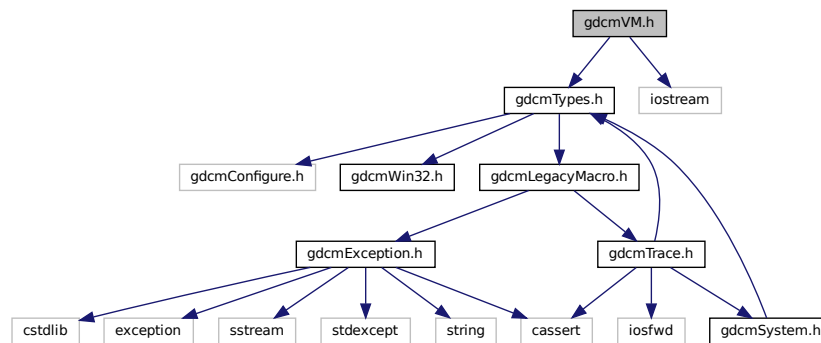 gdcmVM.h
gdcmTypes.h
iostream
gdcmConfigure.h
gdcmWin32.h
gdcmLegacyMacro.h
gdcmException.h
gdcmTrace.h
cstdlib
exception
sstream
stdexcept
string
cassert
iosfwd
gdcmSystem.h